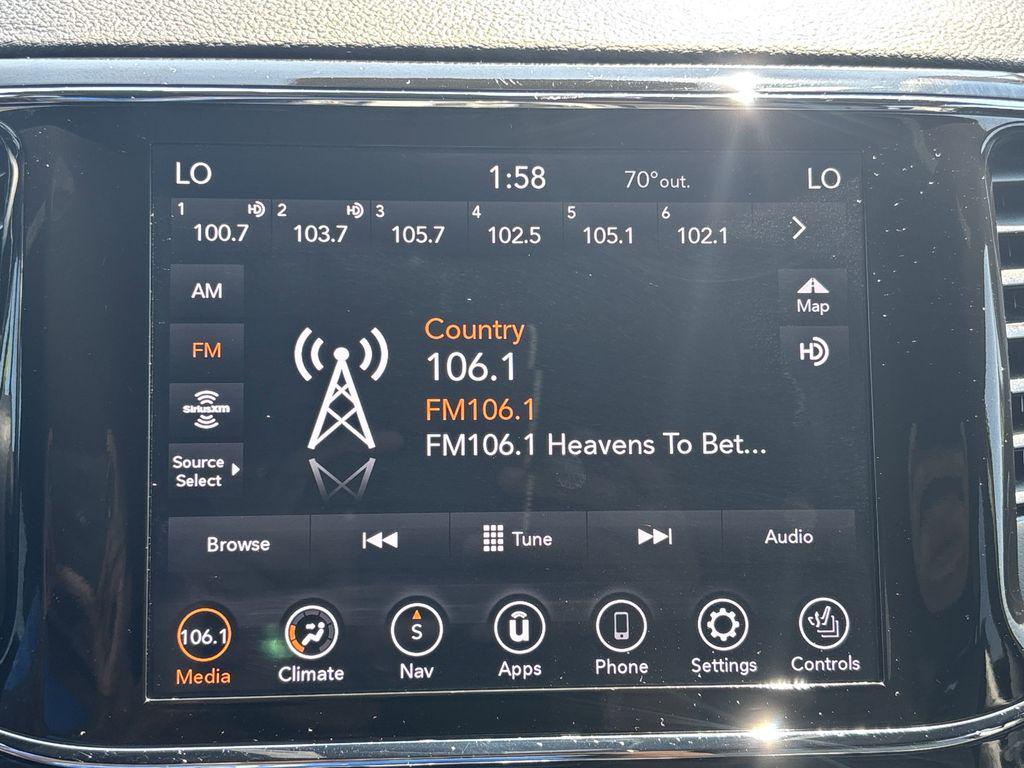 LO 1:58 70°out. LO
1 HD 2 HD 3 4 5 6
100.7 103.7 105.7 102.5 105.1 102.1
AM
Map
FM
HD
SiriusXM
Source
Select
Country
106.1
FM106.1
FM106.1 Heavens To Bet...
Browse Tune Audio
106.1 S u
Media Climate Nav Apps Phone Settings Controls